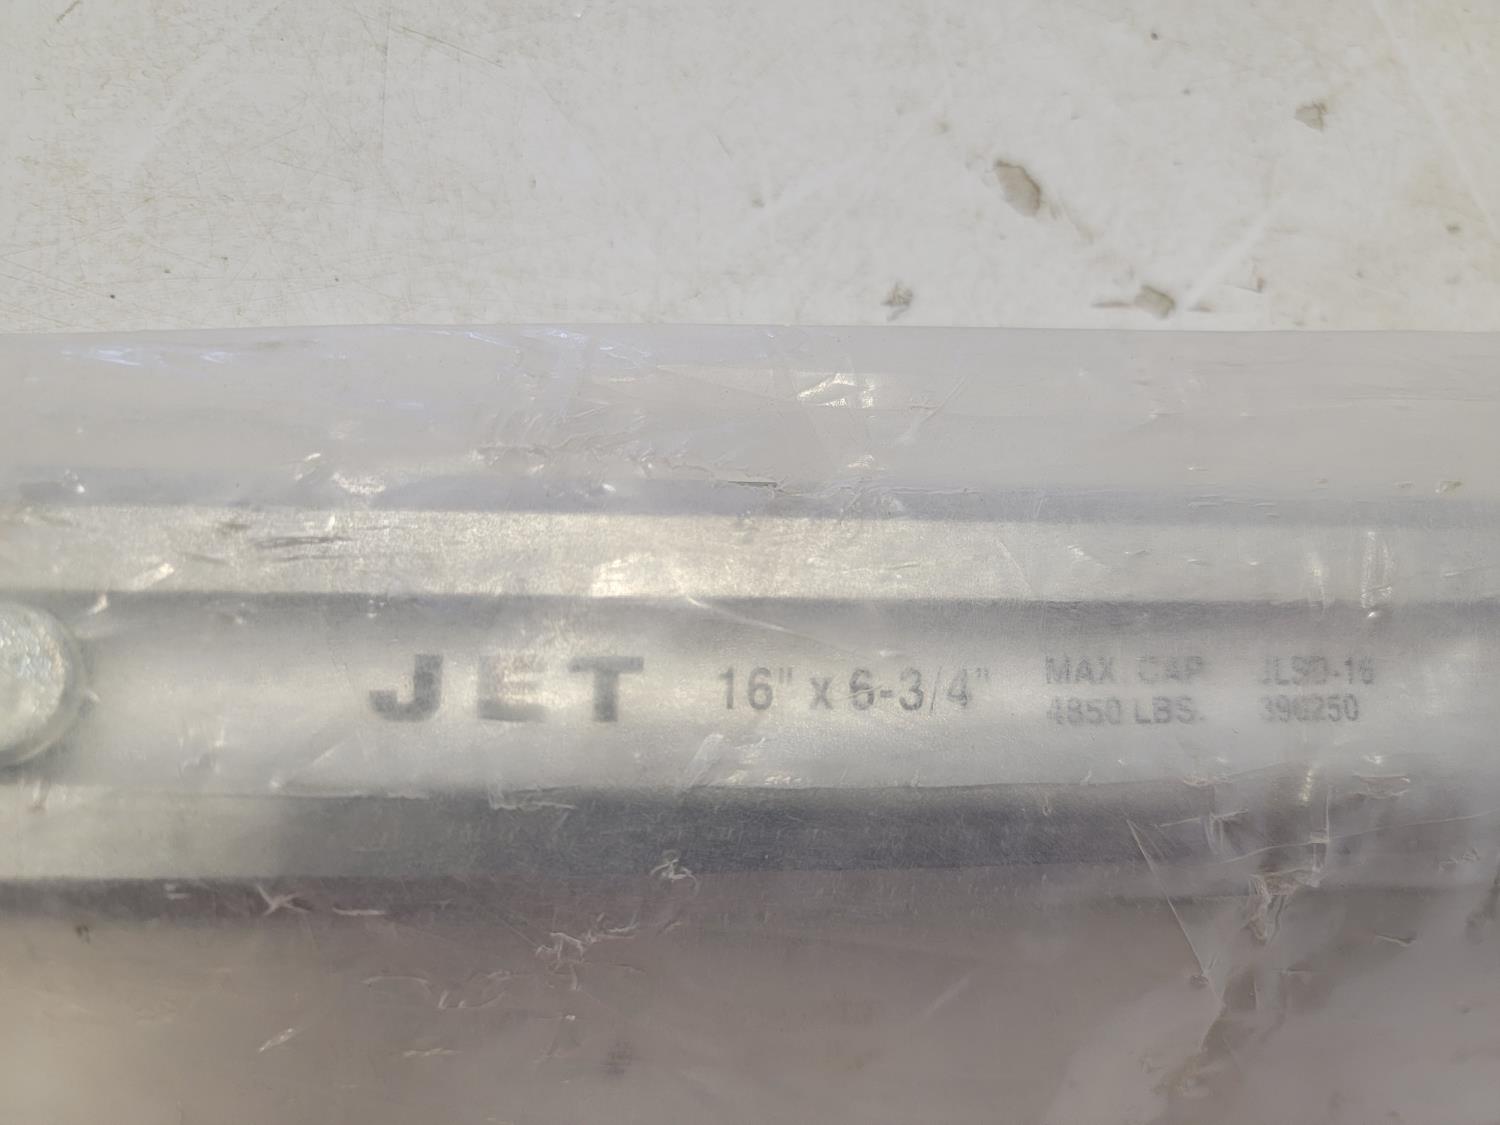 JET 16" x 6-3/4"
MAX. CAP.
4850 LBS.
JLSD-16
390250